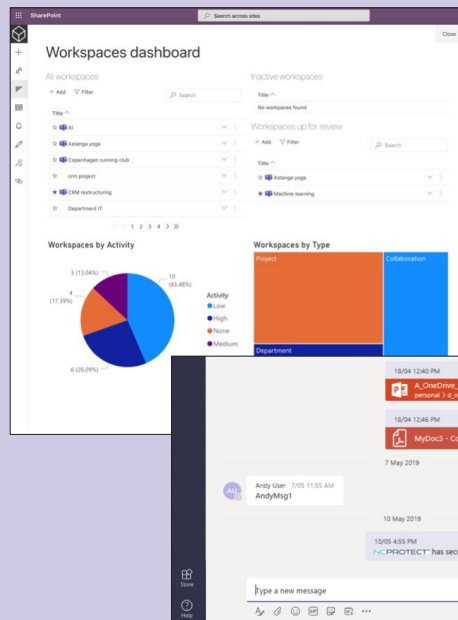 SharePoint
Search across sites
Close
Workspaces dashboard
All workspaces
+ Add Filter Search
Title
AI
Astanga yoga
Copenhagen running club
crm project
CRM restructuring
Department IT
1 2 3 4
Inactive workspaces
Title
No workspaces found
Workspaces up for review
+ Add Filter Search
Title
Astanga yoga
Machine learning
Workspaces by Activity
3 (13.04%)
4
(17.39%)
10
(43.48%)
6 (26.09%)
Activity
Low
High
None
Medium
Workspaces by Type
Project
Collaboration
Department
18/04 12:40 PM
A_OneDrive_
personal > d_n
18/04 12:46 PM
MyDoc3 - Co
7 May 2019
AU
Andy User 7/05 11:55 AM
AndyMsg1
10 May 2019
10/05 4:55 PM
NCPROTECT has secu
Type a new message
Store
Help